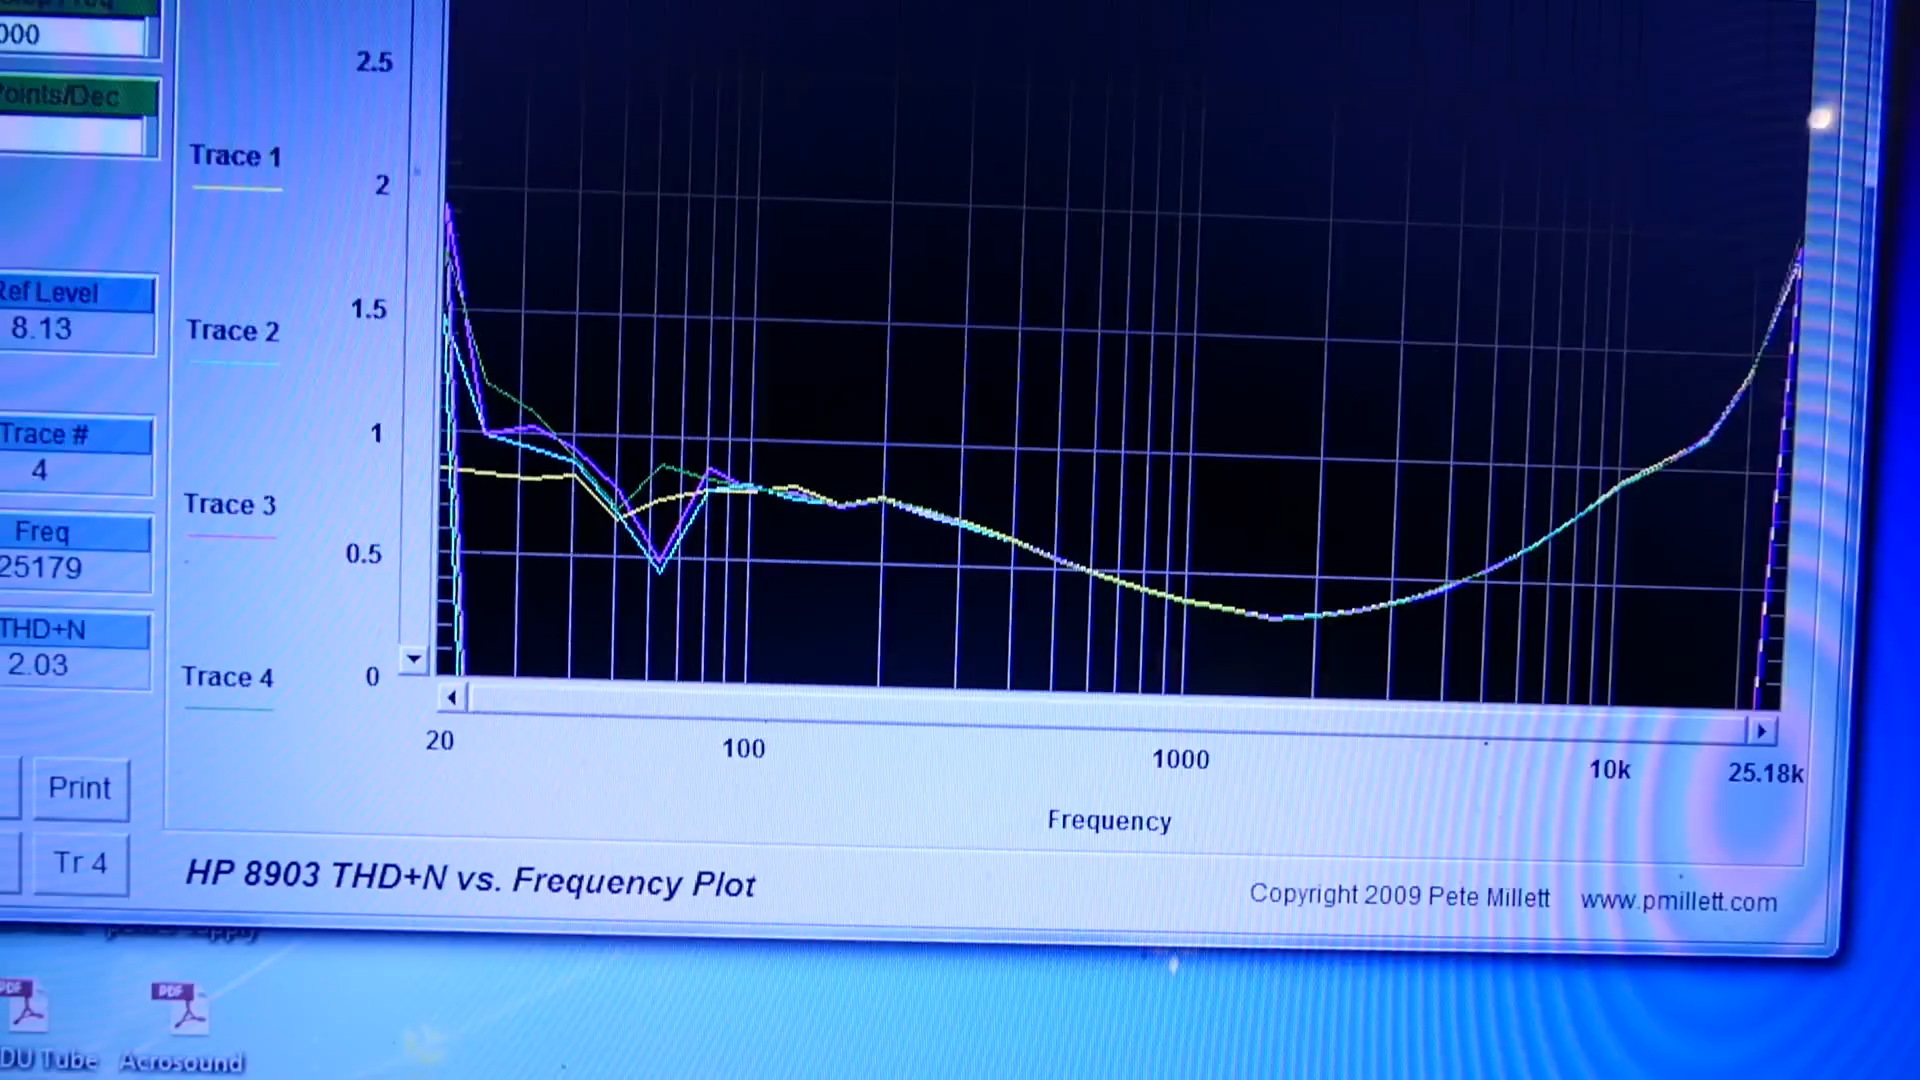 000
Points/Dec
Ref Level
8.13
Trace #
4
Freq
25179
THD+N
2.03
Print
Tr 4
Trace 1
Trace 2
Trace 3
Trace 4
2.5
2
1.5
1
0.5
0
20 100 1000 10k 25.18k
Frequency
HP 8903 THD+N vs. Frequency Plot
Copyright 2009 Pete Millett www.pmillett.com
PDF PDF
DU Tube Acrosound